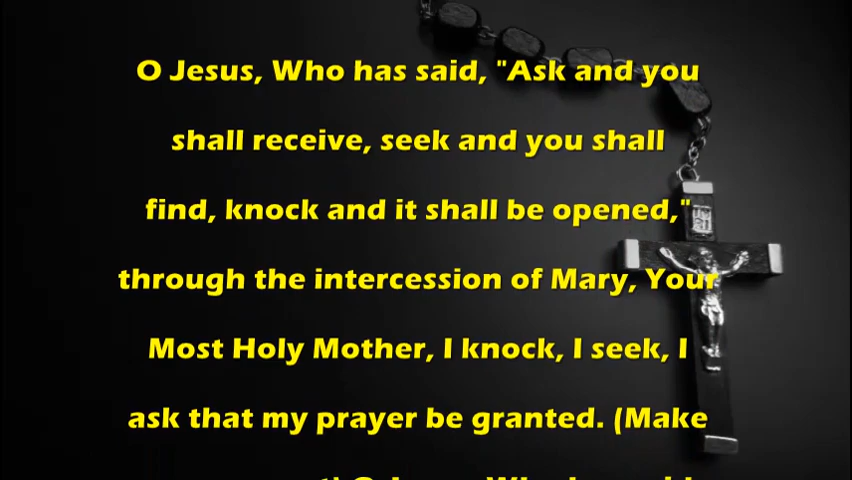 O Jesus, Who has said, "Ask and you
shall receive, seek and you shall
find, knock and it shall be opened,"
through the intercession of Mary, Your
Most Holy Mother, I knock, I seek, I
ask that my prayer be granted. (Make